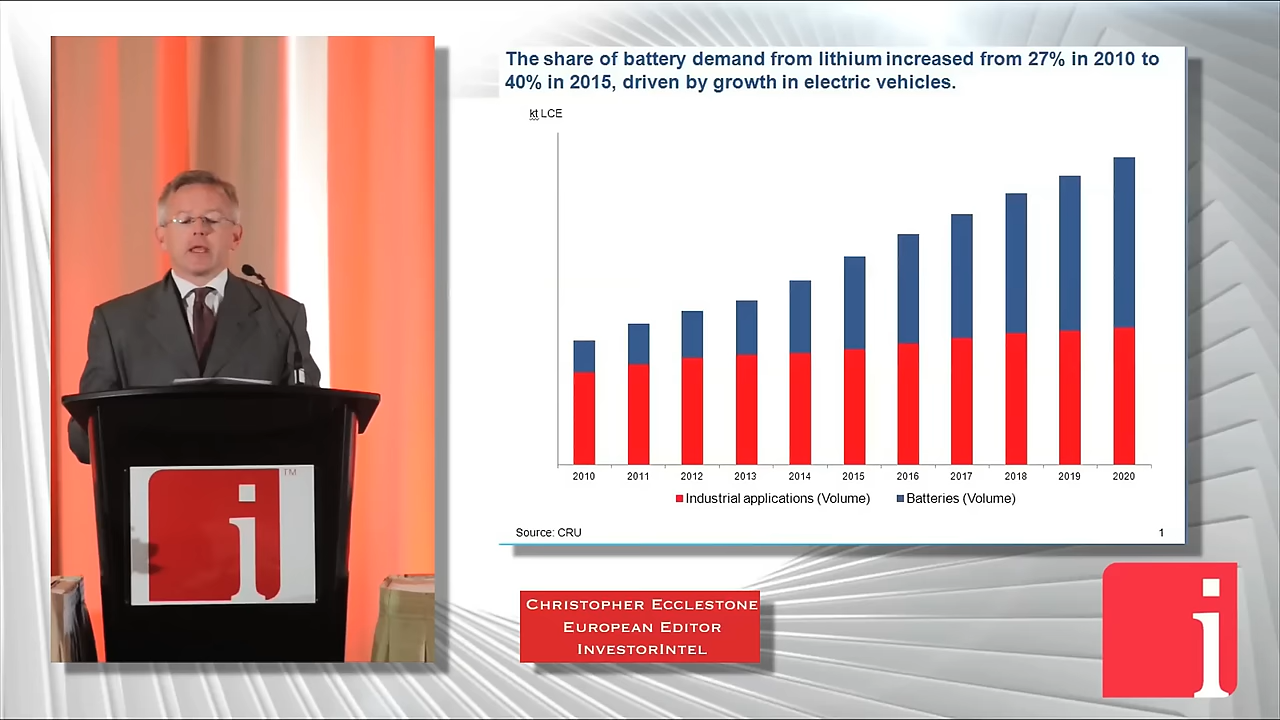 The share of battery demand from lithium increased from 27% in 2010 to
40% in 2015, driven by growth in electric vehicles.
kt LCE
2010 2011 2012 2013 2014 2015 2016 2017 2018 2019 2020
Industrial applications (Volume) Batteries (Volume)
Source: CRU 1
i TM
Christopher Ecclestone
European Editor
InvestorIntel
i